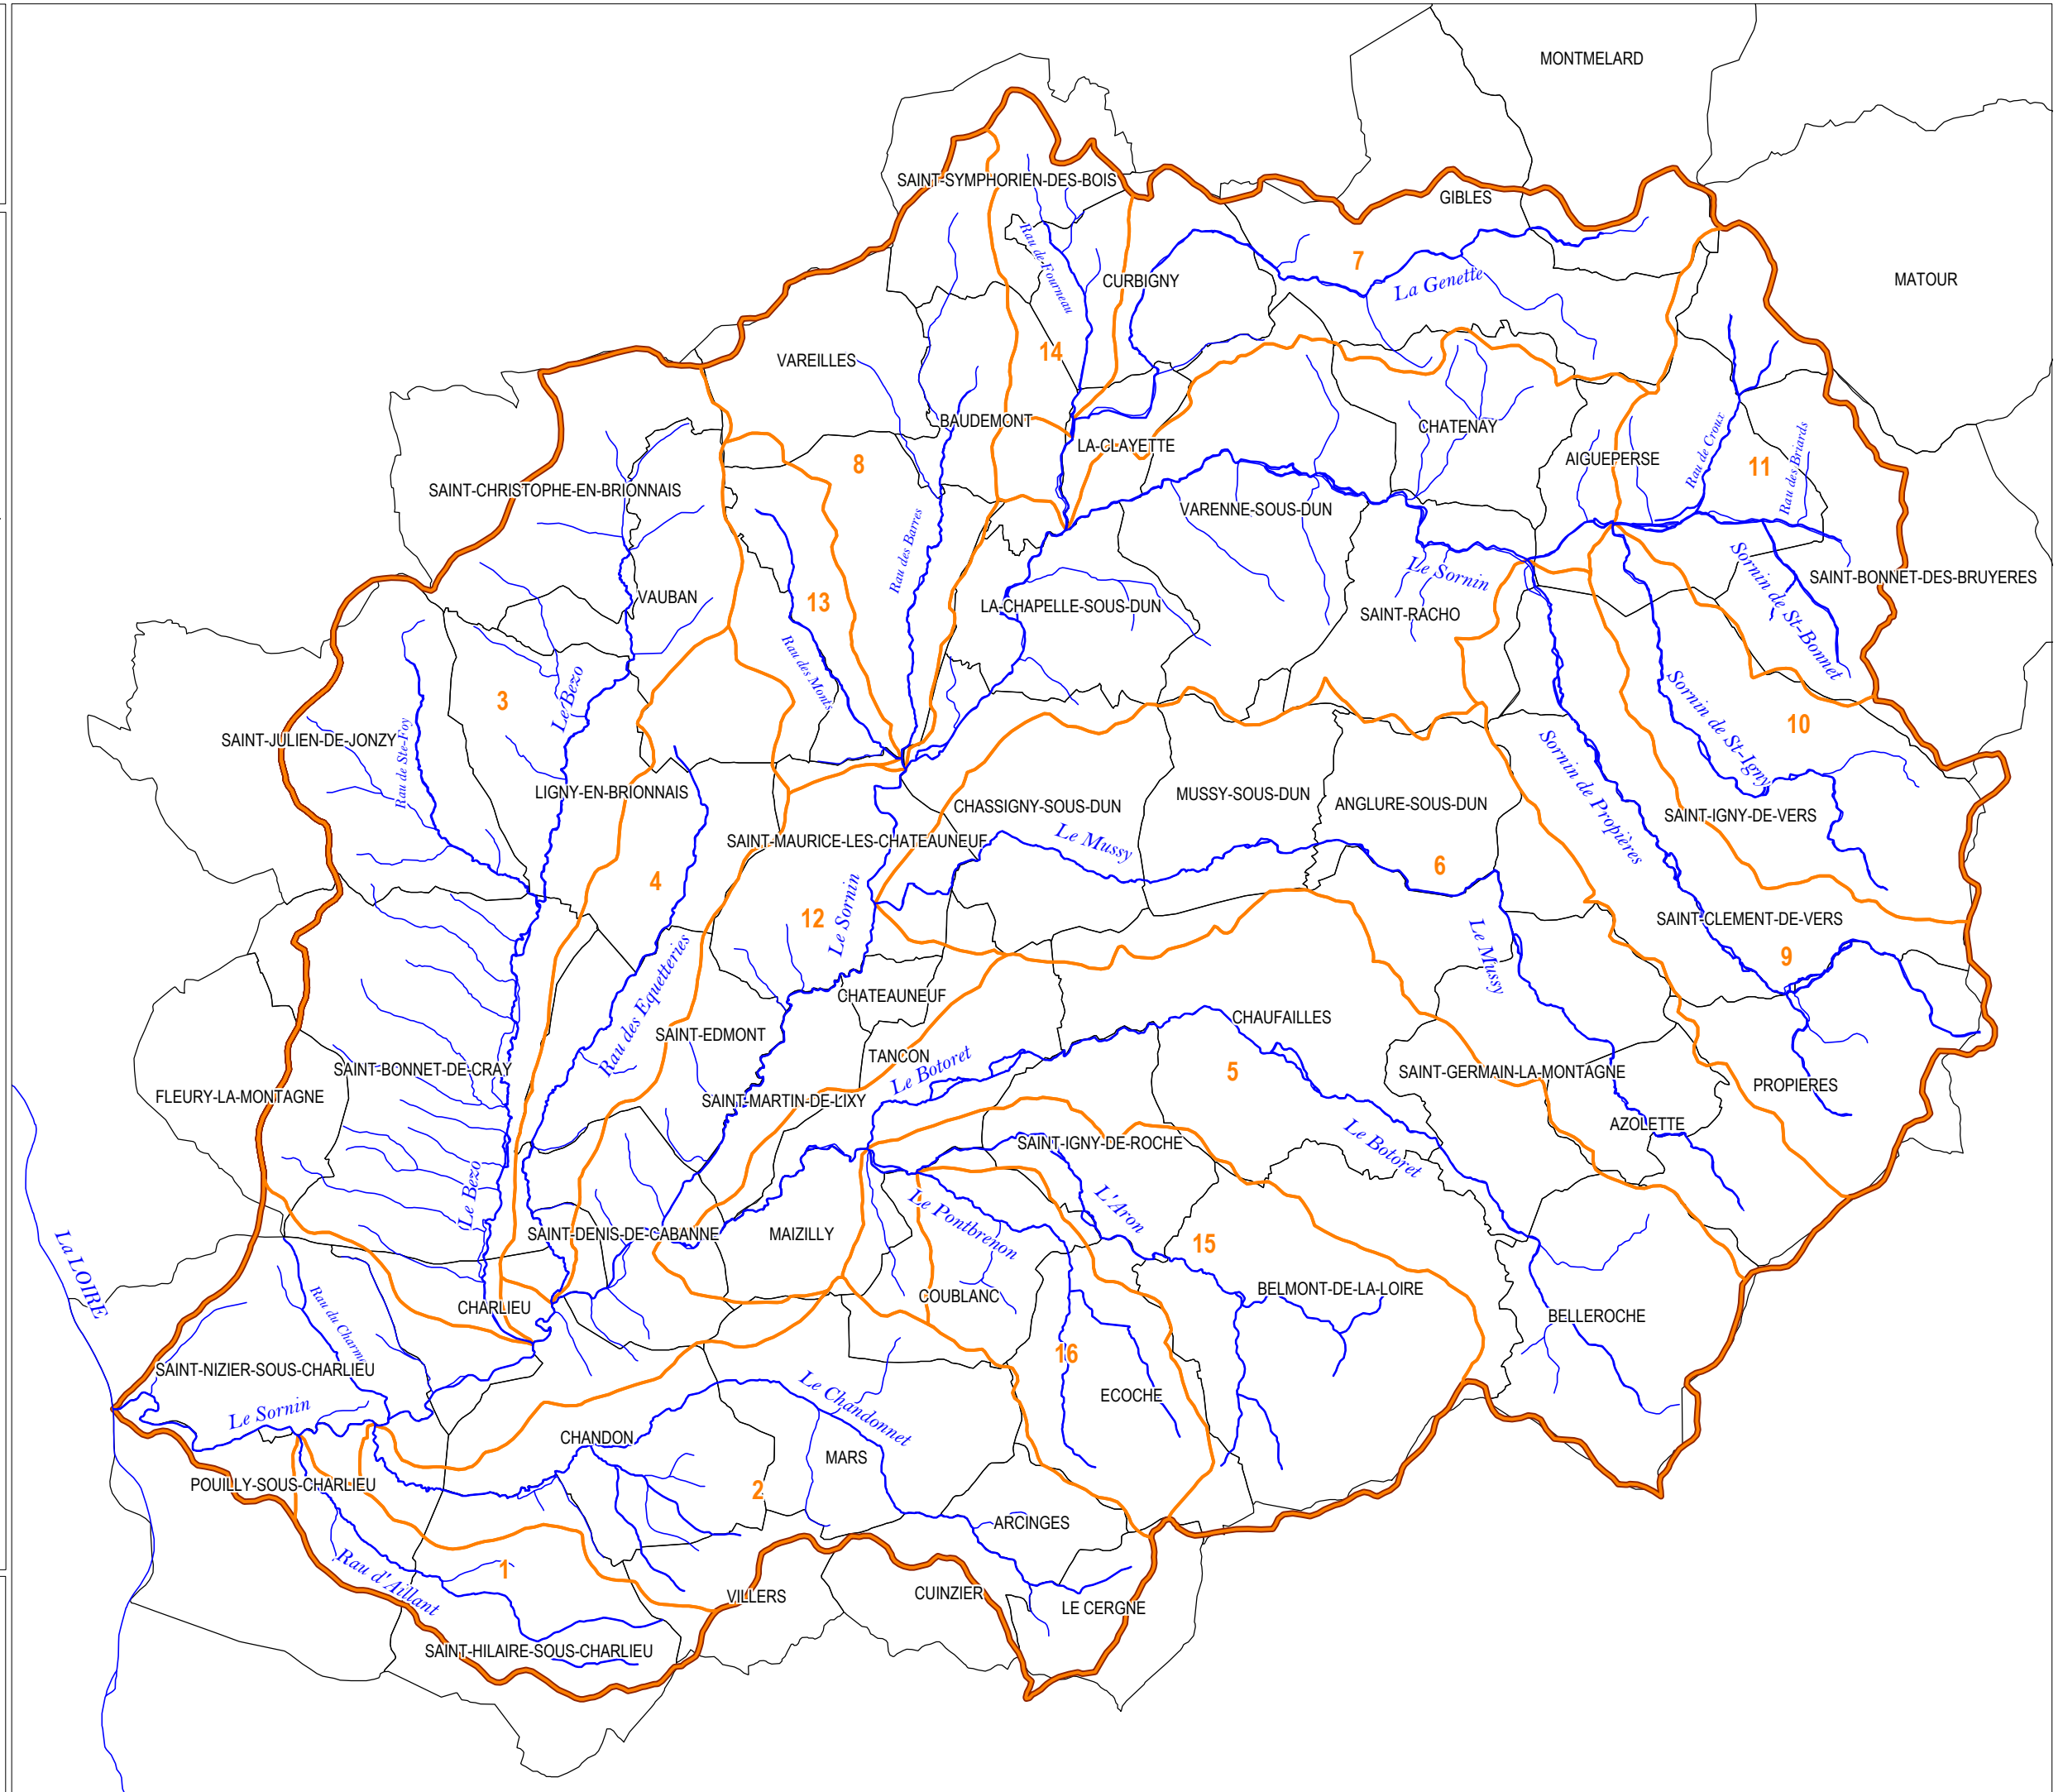 MONTMELARD
SAINT-SYMPHORIEN-DES-BOIS
GIBLES
Rau de Fourneau
7
CURBIGNY
La Genette
MATOUR
14
VAREILLES
BAUDEMONT
LA-CLAYETTE
CHATENAY
Rau de Croux
AIGUEPERSE
8
11
Rau des Briards
SAINT-CHRISTOPHE-EN-BRIONNAIS
VARENNE-SOUS-DUN
Rau des Barres
Le Sornin
Sornin de St-Bonnet
SAINT-BONNET-DES-BRUYERES
VAUBAN
13
LA-CHAPELLE-SOUS-DUN
SAINT-RACHO
Rau des Monts
3
Le Bezo
Sornin de St-Igny
10
SAINT-JULIEN-DE-JONZY
Rau de Ste-Foy
Sornin de Propières
LIGNY-EN-BRIONNAIS
CHASSIGNY-SOUS-DUN
MUSSY-SOUS-DUN
ANGLURE-SOUS-DUN
SAINT-IGNY-DE-VERS
SAINT-MAURICE-LES-CHATEAUNEUF
Le Mussy
6
4
12
Le Sornin
SAINT-CLEMENT-DE-VERS
Le Mussy
9
Rau des Equetteries
CHATEAUNEUF
CHAUFAILLES
SAINT-EDMONT
TANCON
Le Botoret
5
SAINT-BONNET-DE-CRAY
SAINT-GERMAIN-LA-MONTAGNE
PROPIERES
FLEURY-LA-MONTAGNE
SAINT-MARTIN-DE-LIXY
AZOLETTE
SAINT-IGNY-DE-ROCHE
Le Botoret
Le Bezo
L'Aron
Le Pontbrenon
SAINT-DENIS-DE-CABANNE
MAIZILLY
15
La LOIRE
BELMONT-DE-LA-LOIRE
COUBLANC
CHARLIEU
BELLEROCHE
Rau du Charme
16
SAINT-NIZIER-SOUS-CHARLIEU
ECOCHE
Le Sornin
Le Chandonnet
CHANDON
MARS
POUILLY-SOUS-CHARLIEU
2
ARCINGES
1
Rau d'Aillant
VILLERS
CUINZIER
LE CERGNE
SAINT-HILAIRE-SOUS-CHARLIEU